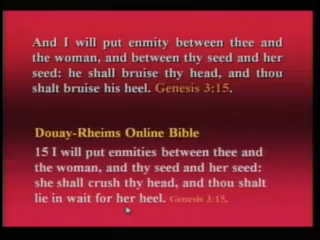 And I will put enmity between thee and
the woman, and between thy seed and her
seed: he shall bruise thy head, and thou
shalt bruise his heel. Genesis 3:15.
Douay-Rheims Online Bible
15 I will put enmities between thee and
the woman, and thy seed and her seed:
she shall crush thy head, and thou shalt
lie in wait for her heel. Genesis 3:15.